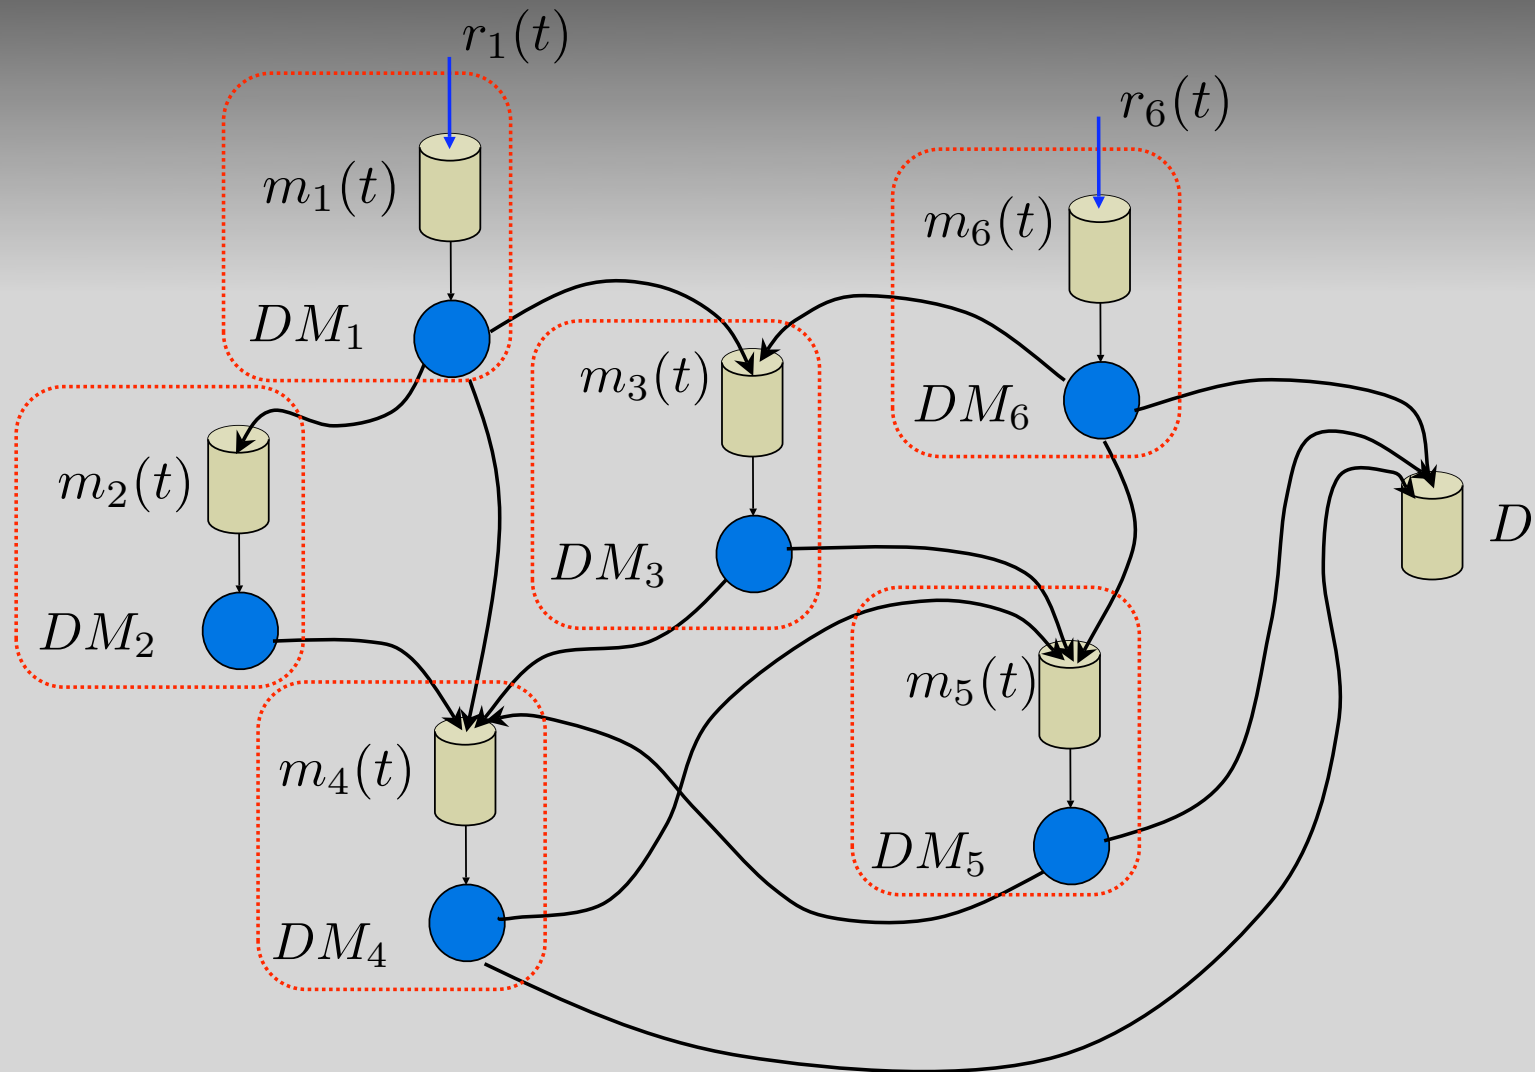 r₁(t)
r₆(t)
m₁(t)
m₆(t)
DM₁
m₃(t)
DM₆
m₂(t)
D
DM₃
DM₂
m₅(t)
m₄(t)
DM₅
DM₄